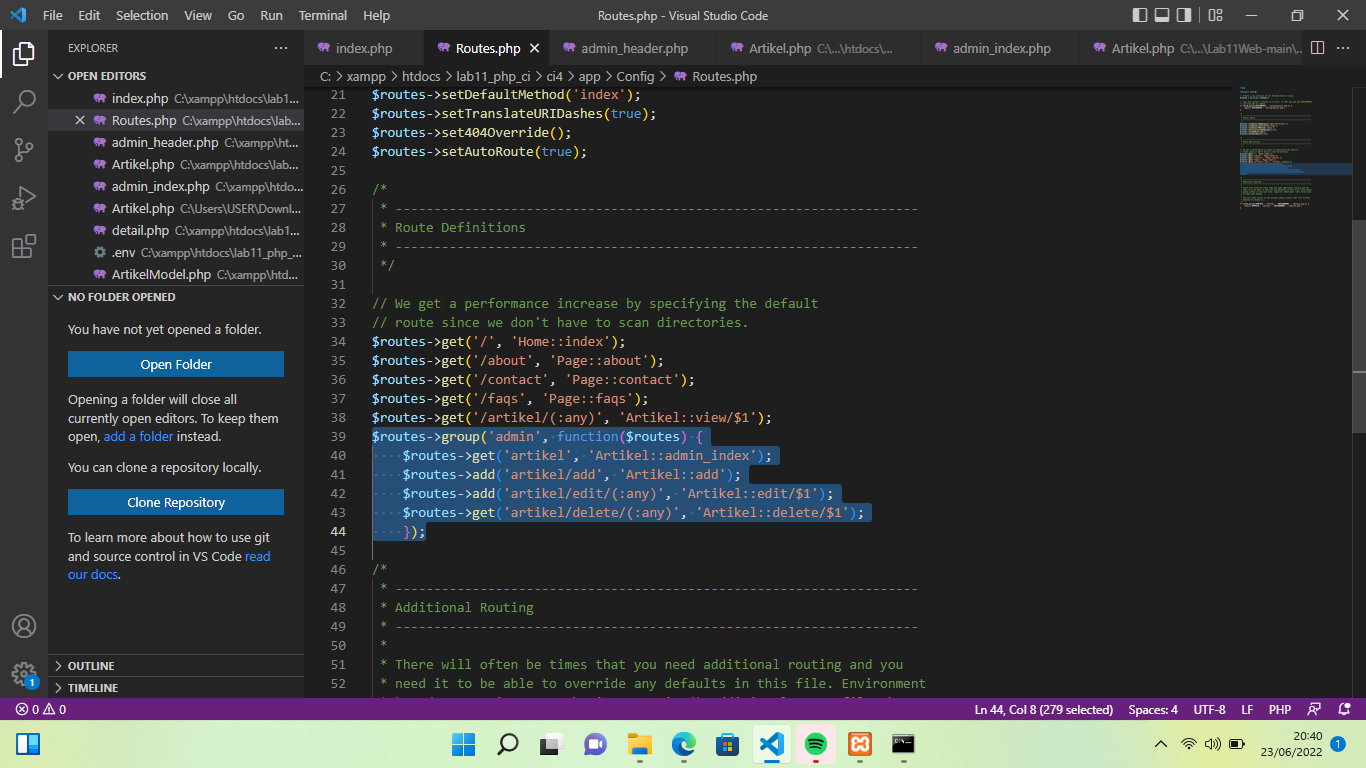 File Edit Selection View Go Run Terminal Help Routes.php - Visual Studio Code
EXPLORER
OPEN EDITORS
index.php C:\xampp\htdocs\lab1...
Routes.php C:\xampp\htdocs\lab...
admin_header.php C:\xampp\ht...
Artikel.php C:\xampp\htdocs\lab...
admin_index.php C:\xampp\htdo...
Artikel.php C:\Users\USER\Downl...
detail.php C:\xampp\htdocs\lab1...
.env C:\xampp\htdocs\lab11_php_...
ArtikelModel.php C:\xampp\htd...
NO FOLDER OPENED
You have not yet opened a folder.
Open Folder
Opening a folder will close all
currently open editors. To keep them
open, add a folder instead.
You can clone a repository locally.
Clone Repository
To learn more about how to use git
and source control in VS Code read
our docs.
OUTLINE
TIMELINE
index.php Routes.php admin_header.php Artikel.php C:\...\htdocs\... admin_index.php Artikel.php C:\...\Lab11Web-main\...
C: > xampp > htdocs > lab11_php_ci > ci4 > app > Config > Routes.php
21 $routes->setDefaultMethod('index');
22 $routes->setTranslateURIDashes(true);
23 $routes->set404Override();
24 $routes->setAutoRoute(true);
25
26 /*
27 * --------------------------------------------------------------------
28 * Route Definitions
29 * --------------------------------------------------------------------
30 */
31
32 // We get a performance increase by specifying the default
33 // route since we don't have to scan directories.
34 $routes->get('/', 'Home::index');
35 $routes->get('/about', 'Page::about');
36 $routes->get('/contact', 'Page::contact');
37 $routes->get('/faqs', 'Page::faqs');
38 $routes->get('/artikel/(:any)', 'Artikel::view/$1');
39 $routes->group('admin', function($routes) {
40 $routes->get('artikel', 'Artikel::admin_index');
41 $routes->add('artikel/add', 'Artikel::add');
42 $routes->add('artikel/edit/(:any)', 'Artikel::edit/$1');
43 $routes->get('artikel/delete/(:any)', 'Artikel::delete/$1');
44 });
45
46 /*
47 * --------------------------------------------------------------------
48 * Additional Routing
49 * --------------------------------------------------------------------
50 *
51 * There will often be times that you need additional routing and you
52 * need it to be able to override any defaults in this file. Environment
1
0 0 Ln 44, Col 8 (279 selected) Spaces: 4 UTF-8 LF PHP
20:40
23/06/2022 1